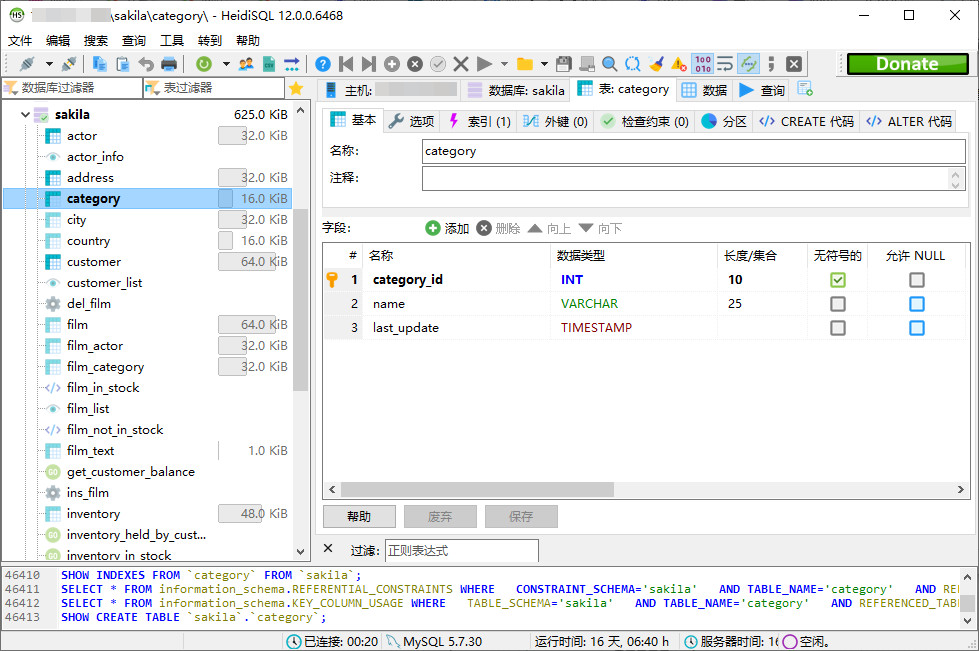 \sakila\category\ - HeidiSQL 12.0.0.6468
文件 编辑 搜索 查询 工具 转到 帮助
Donate
数据库过滤器 表过滤器 主机: 数据库: sakila 表: category 数据 查询
sakila 625.0 KiB
actor 32.0 KiB
actor_info
address 32.0 KiB
category 16.0 KiB
city 32.0 KiB
country 16.0 KiB
customer 64.0 KiB
customer_list
del_film
film 64.0 KiB
film_actor 32.0 KiB
film_category 32.0 KiB
film_in_stock
film_list
film_not_in_stock
film_text 1.0 KiB
get_customer_balance
ins_film
inventory 48.0 KiB
inventory_held_by_cust...
inventory_in_stock
基本 选项 索引 (1) 外键 (0) 检查约束 (0) 分区 CREATE 代码 ALTER 代码
名称: category
注释:
字段: 添加 删除 向上 向下
# 名称 数据类型 长度/集合 无符号的 允许 NULL
1 category_id INT 10
2 name VARCHAR 25
3 last_update TIMESTAMP
帮助 废弃 保存
过滤: 正则表达式
46410 SHOW INDEXES FROM `category` FROM `sakila`;
46411 SELECT * FROM information_schema.REFERENTIAL_CONSTRAINTS WHERE CONSTRAINT_SCHEMA='sakila' AND TABLE_NAME='category' AND REI
46412 SELECT * FROM information_schema.KEY_COLUMN_USAGE WHERE TABLE_SCHEMA='sakila' AND TABLE_NAME='category' AND REFERENCED_TAB
46413 SHOW CREATE TABLE `sakila`.`category`;
已连接: 00:20 MySQL 5.7.30 运行时间: 16 天, 06:40 h 服务器时间: 16 空闲。